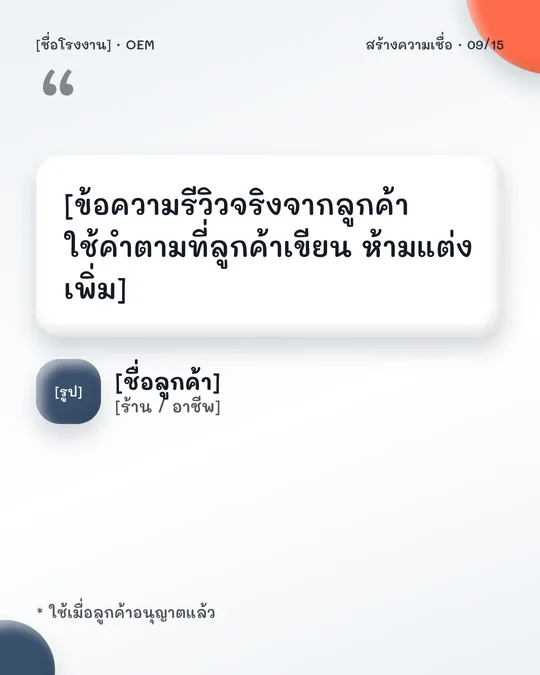 [ชื่อโรงงาน] · OEM
สร้างความเชื่อ · 09/15
“
[ข้อความรีวิวจริงจากลูกค้า
ใช้คำตามที่ลูกค้าเขียน ห้ามแต่ง
เพิ่ม]
[รูป]
[ชื่อลูกค้า]
[ร้าน / อาชีพ]
* ใช้เมื่อลูกค้าอนุญาตแล้ว